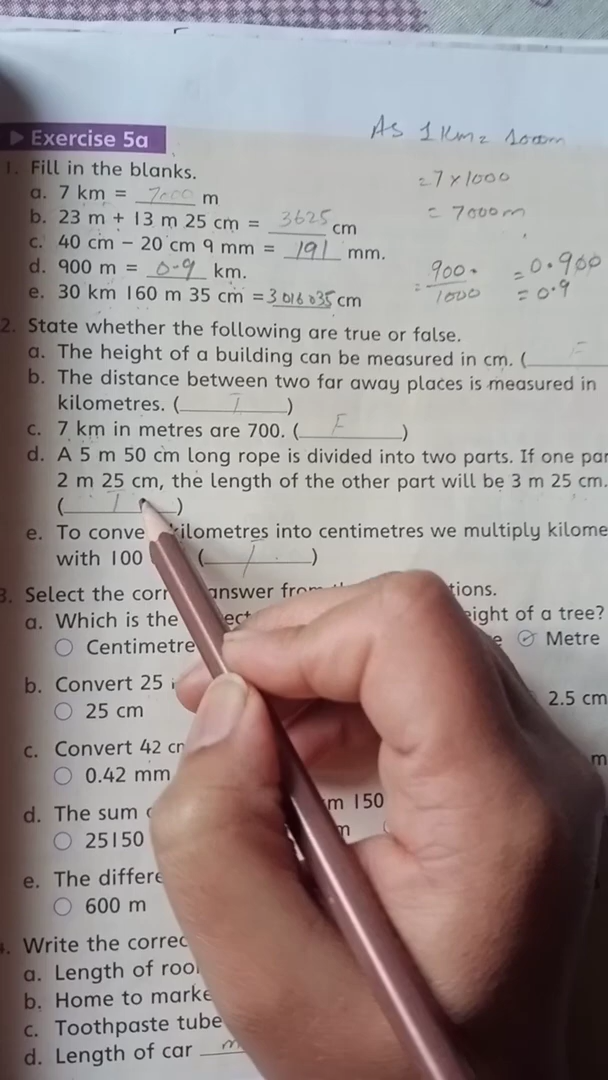 As 1 Km = 1000m
▶ Exercise 5a
1. Fill in the blanks.
= 7 x 1000
a. 7 km = 7000 m
= 7000m
b. 23 m + 13 m 25 cm = 3625 cm
c. 40 cm – 20 cm 9 mm = 191 mm.
d. 900 m = 0.9 km.
= 900. / 1000 = 0.900
= 0.9
e. 30 km 160 m 35 cm = 3016035 cm
2. State whether the following are true or false.
a. The height of a building can be measured in cm. ( F
b. The distance between two far away places is measured in
kilometres. ( T )
c. 7 km in metres are 700. ( F )
d. A 5 m 50 cm long rope is divided into two parts. If one par
2 m 25 cm, the length of the other part will be 3 m 25 cm.
( )
e. To conve kilometres into centimetres we multiply kilome
with 100 ( )
3. Select the corr answer fro tions.
a. Which is the ect eight of a tree?
Centimetre e Metre
b. Convert 25
25 cm 2.5 cm
c. Convert 42 cm
0.42 mm m
d. The sum m 150
25150 m
e. The differe
600 m
4. Write the correc
a. Length of roo
b. Home to marke
c. Toothpaste tube
d. Length of car m